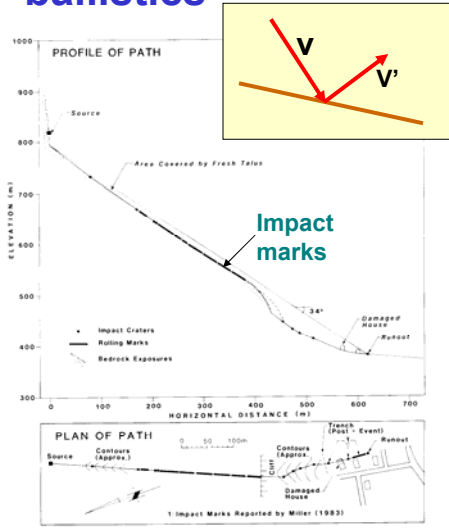 ballistics
PROFILE OF PATH
V
V'
1000
900
800
700
600
500
400
300
ELEVATION (m)
Source
Area Covered by Fresh Talus
Impact
marks
34°
Damaged
House
Runout
Impact Craters
Rolling Marks
Bedrock Exposures
0 100 200 300 400 500 600 700
HORIZONTAL DISTANCE (m)
PLAN OF PATH
0 50 100m
Source
Contours
(Approx.)
Cliff
Contours
(Approx.)
Trench
(Post - Event)
Runout
Damaged
House
1 Impact Marks Reported by Miller (1983)